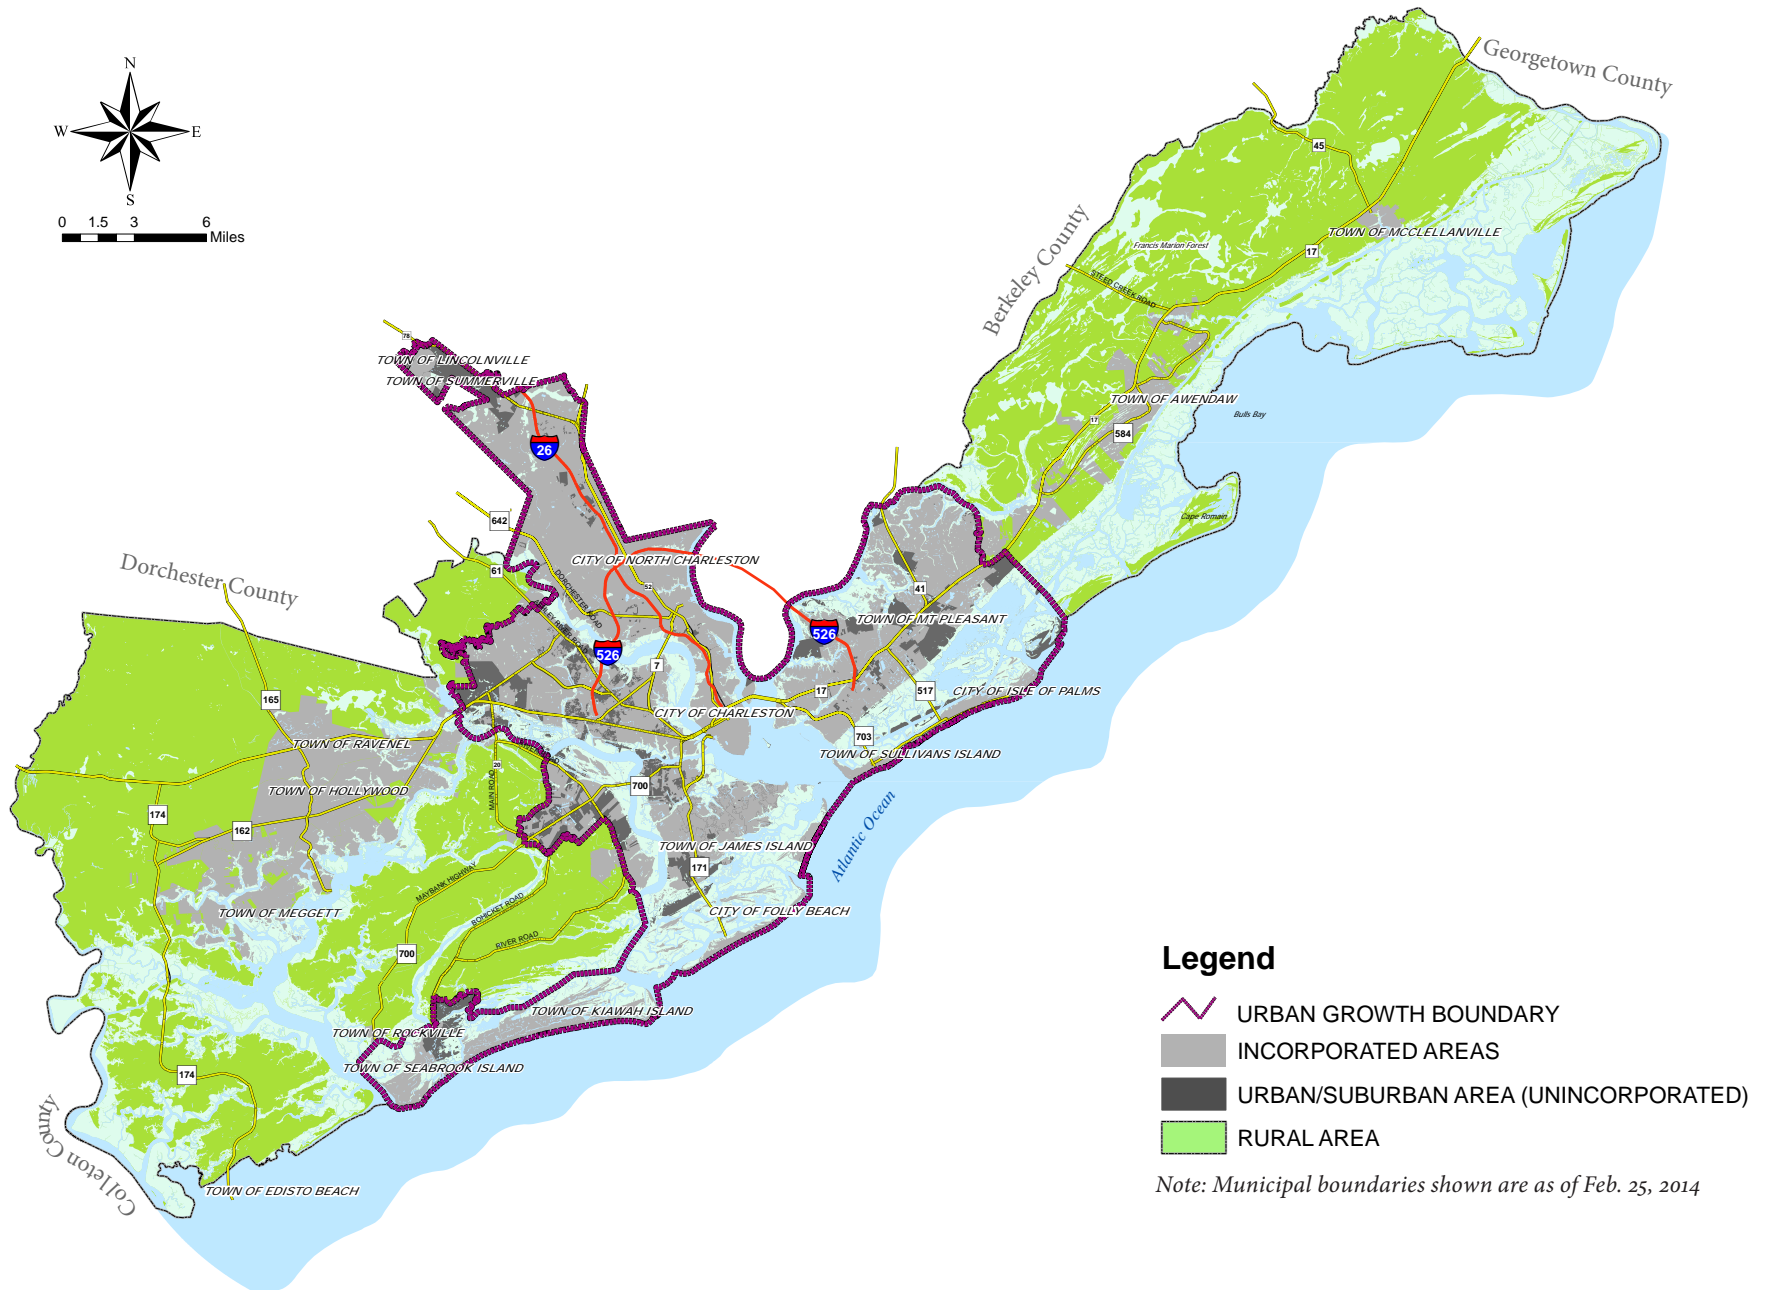 N
W
E
S
0 1.5 3 6
Miles
Georgetown County
Berkeley County
Dorchester County
Colleton County
45
TOWN OF MCCLELLANVILLE
Francis Marion Forest
17
STEED CREEK ROAD
TOWN OF AWENDAW
Bulls Bay
17
584
Cape Romain
78
TOWN OF LINCOLNVILLE
TOWN OF SUMMERVILLE
26
642
CITY OF NORTH CHARLESTON
61
52
DORCHESTER ROAD
41
TOWN OF MT PLEASANT
526
526
7
17
517
CITY OF ISLE OF PALMS
165
CITY OF CHARLESTON
703
TOWN OF SULLIVANS ISLAND
TOWN OF RAVENEL
20
MAIN ROAD
TOWN OF HOLLYWOOD
700
174
162
Atlantic Ocean
TOWN OF JAMES ISLAND
171
MAYBANK HIGHWAY
BOHICKET ROAD
RIVER ROAD
TOWN OF MEGGETT
CITY OF FOLLY BEACH
700
TOWN OF KIAWAH ISLAND
TOWN OF ROCKVILLE
TOWN OF SEABROOK ISLAND
174
TOWN OF EDISTO BEACH
Legend
URBAN GROWTH BOUNDARY
INCORPORATED AREAS
URBAN/SUBURBAN AREA (UNINCORPORATED)
RURAL AREA
Note: Municipal boundaries shown are as of Feb. 25, 2014